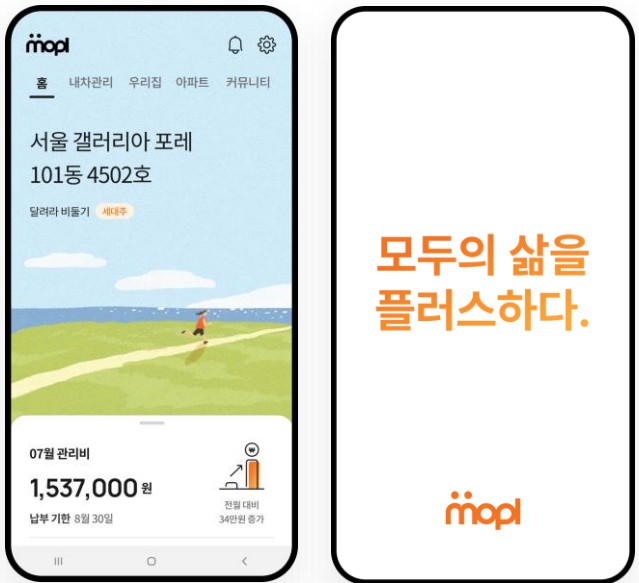 mopl
홈 내차관리 우리집 아파트 커뮤니티
서울 갤러리아 포레
101동 4502호
달려라 비둘기 세대주
07월 관리비
1,537,000 원
납부 기한 8월 30일
₩
전월 대비
34만원 증가
모두의 삶을
플러스하다.
mopl